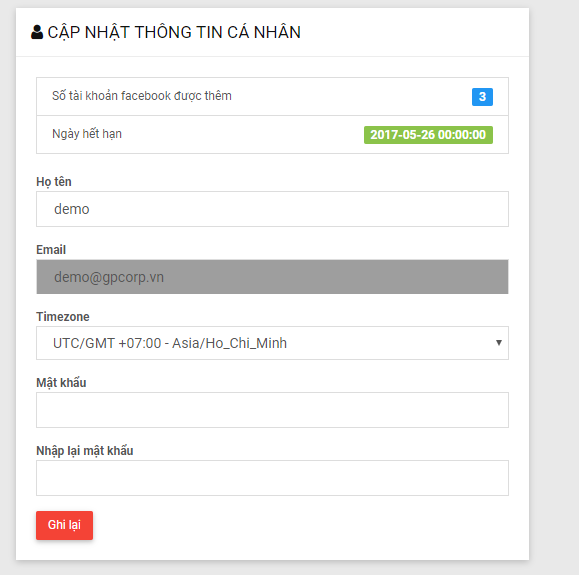 CẬP NHẬT THÔNG TIN CÁ NHÂN
Số tài khoản facebook được thêm 3
Ngày hết hạn 2017-05-26 00:00:00
Họ tên
demo
Email
demo@gpcorp.vn
Timezone
UTC/GMT +07:00 - Asia/Ho_Chi_Minh
Mật khẩu
Nhập lại mật khẩu
Ghi lại